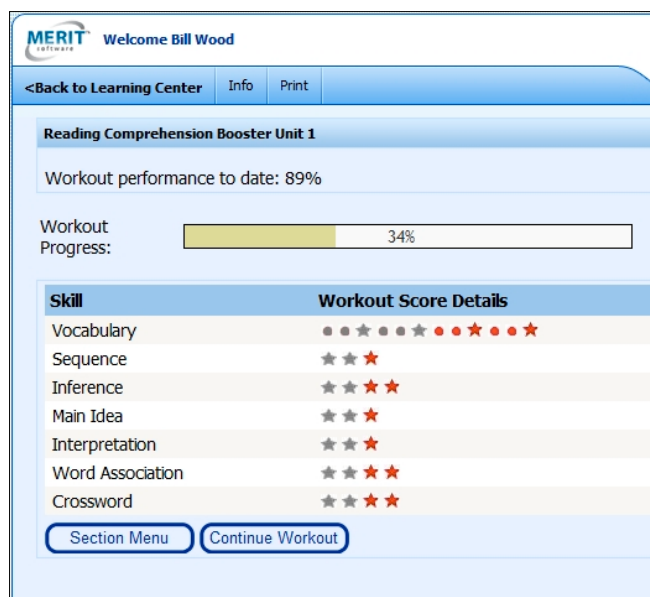 MERIT
software
Welcome Bill Wood
<Back to Learning Center Info Print
Reading Comprehension Booster Unit 1
Workout performance to date: 89%
Workout
Progress:
34%
Skill Workout Score Details
Vocabulary
Sequence
Inference
Main Idea
Interpretation
Word Association
Crossword
Section Menu Continue Workout